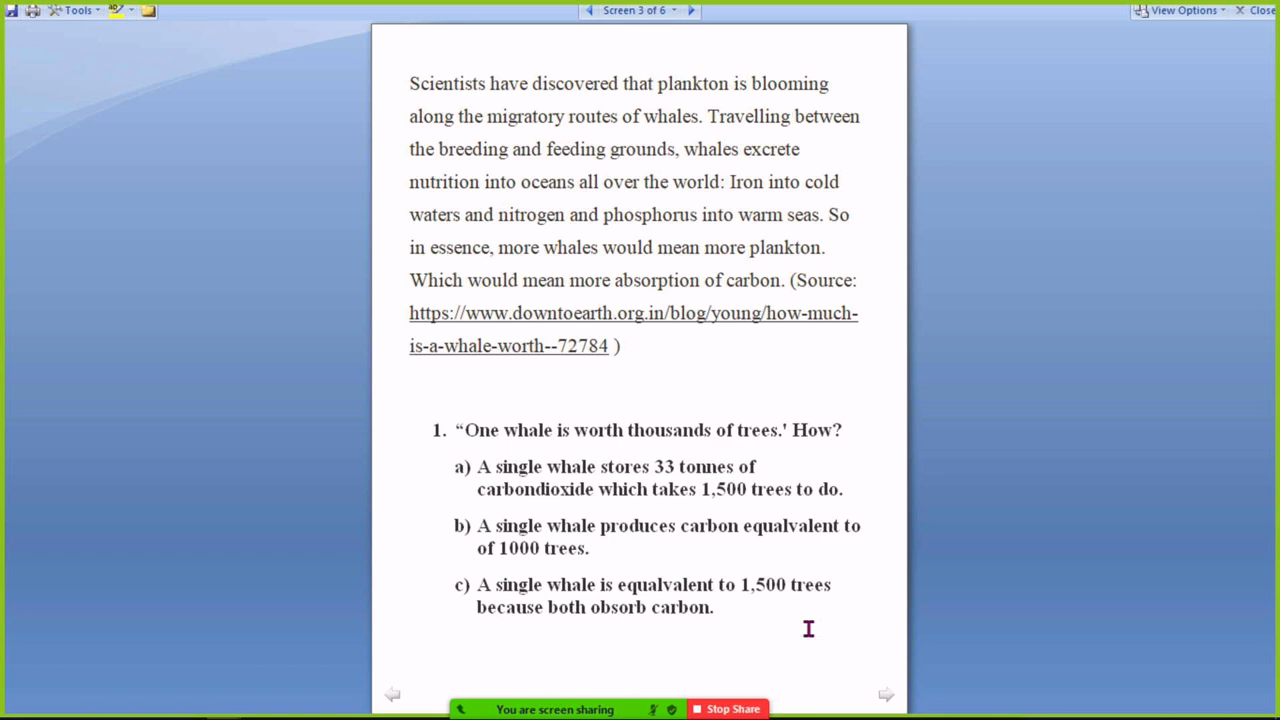 Tools
Screen 3 of 6
View Options
Close
Scientists have discovered that plankton is blooming
along the migratory routes of whales. Travelling between
the breeding and feeding grounds, whales excrete
nutrition into oceans all over the world: Iron into cold
waters and nitrogen and phosphorus into warm seas. So
in essence, more whales would mean more plankton.
Which would mean more absorption of carbon. (Source:
https://www.downtoearth.org.in/blog/young/how-much-
is-a-whale-worth--72784 )
1. “One whale is worth thousands of trees.' How?
a) A single whale stores 33 tonnes of
carbondioxide which takes 1,500 trees to do.
b) A single whale produces carbon equalvalent to
of 1000 trees.
c) A single whale is equalvalent to 1,500 trees
because both obsorb carbon.
You are screen sharing
Stop Share